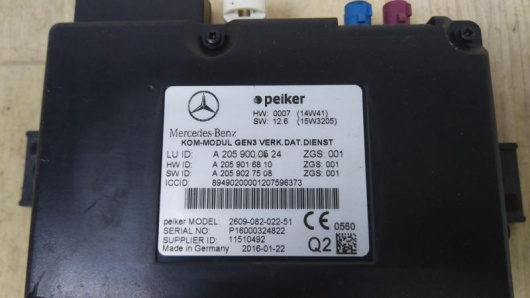 peiker
HW: 0007 (14W41)
SW: 12.6 (15W3205)
Mercedes-Benz
KOM-MODUL GEN3 VERK.DAT.DIENST
LU ID: A 205 900 05 24 ZGS: 001
HW ID: A 205 901 68 10 ZGS: 001
SW ID: A 205 902 75 08 ZGS: 001
ICCID: 89490200001207596373
peiker MODEL: 2609-082-022-51
SERIAL NO: P16000324822
SUPPLIER ID: 11510492
Made in Germany 2016-01-22
CE 0560
Q2